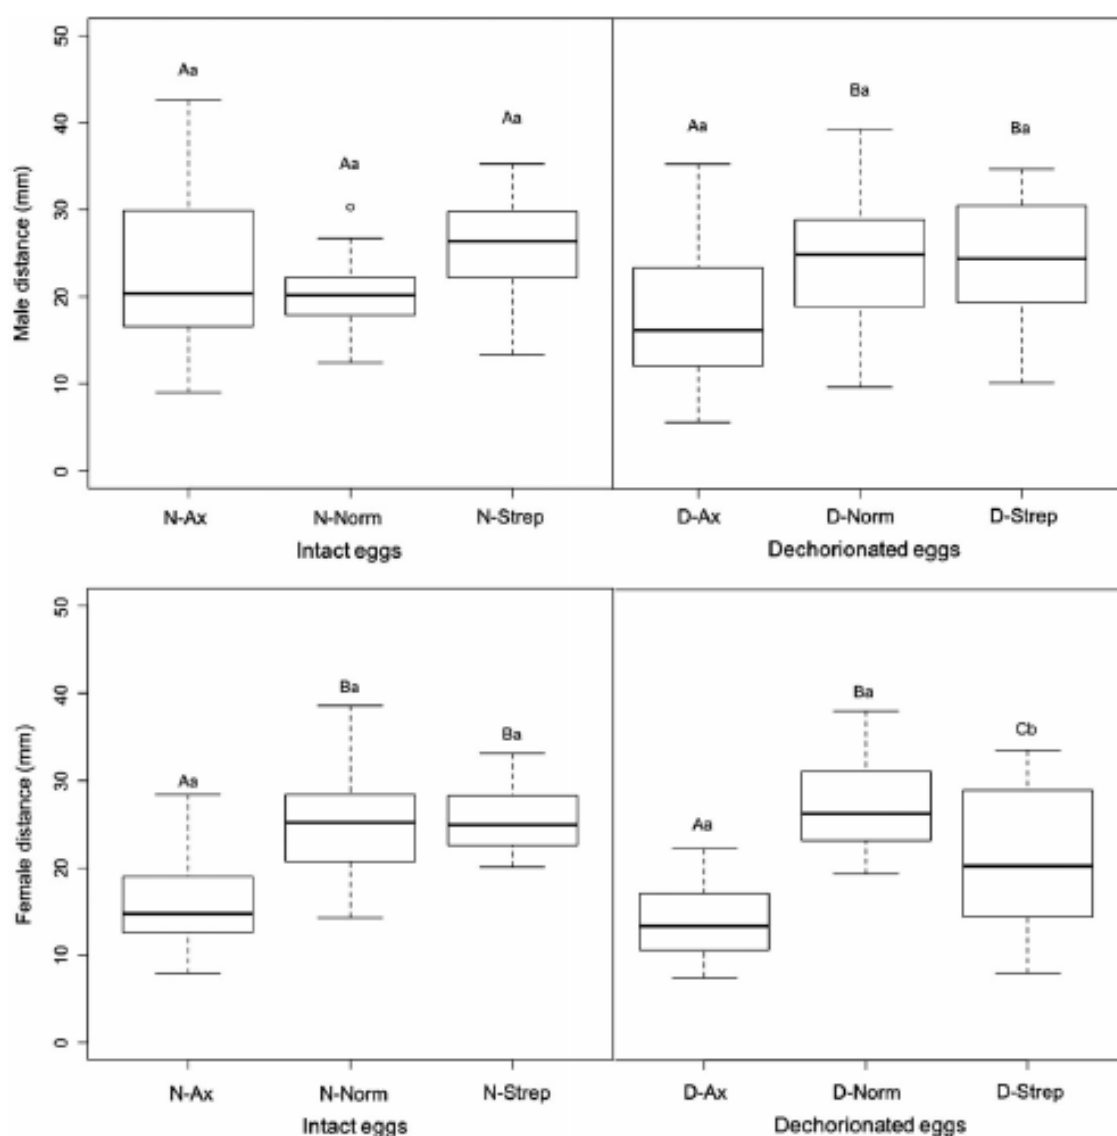 50
40
30
20
10
0
Male distance (mm)
Aa
Aa
Aa
Aa
Ba
Ba
N-Ax N-Norm N-Strep D-Ax D-Norm D-Strep
Intact eggs Dechorionated eggs
50
40
30
20
10
0
Female distance (mm)
Aa
Ba
Ba
Aa
Ba
Cb
N-Ax N-Norm N-Strep D-Ax D-Norm D-Strep
Intact eggs Dechorionated eggs